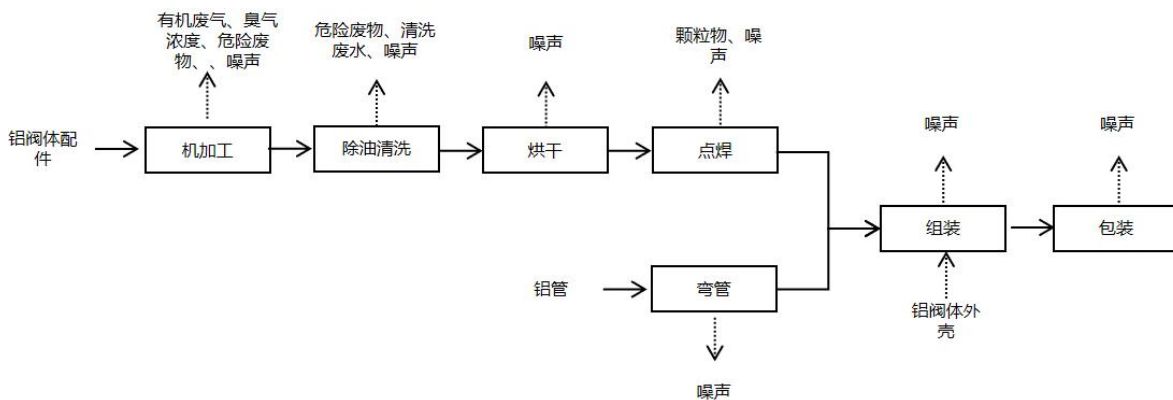 有机废气、臭气
浓度、危险废
物、、噪声
危险废物、清洗
废水、噪声
噪声
颗粒物、噪
声
噪声
噪声
铝阀体配
件
机加工
除油清洗
烘干
点焊
组装
包装
铝管
弯管
铝阀体外
壳
噪声